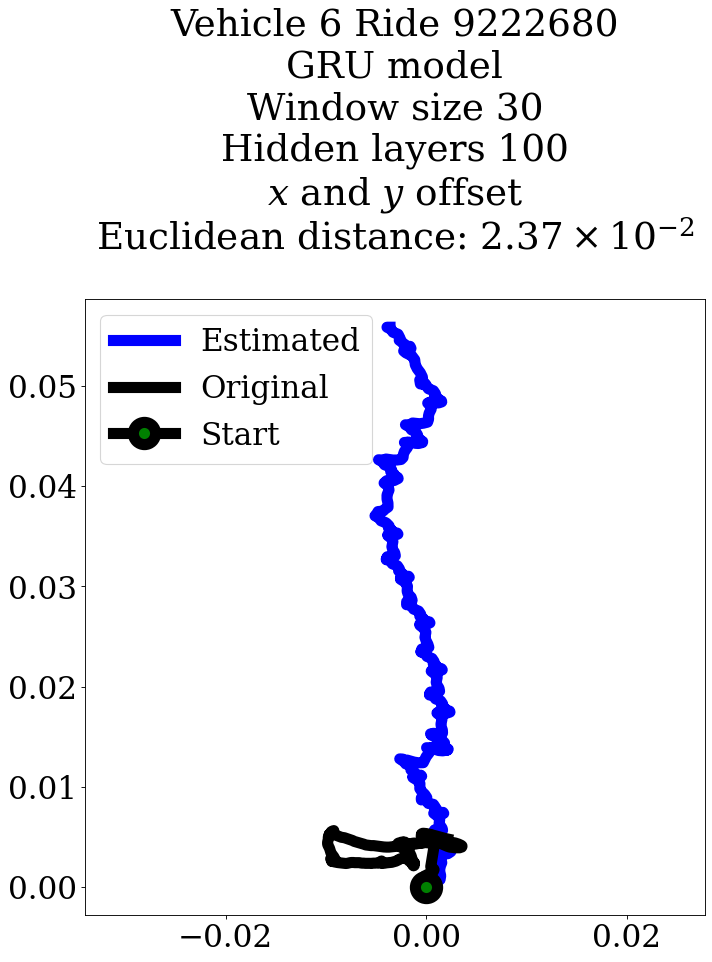 Vehicle 6 Ride 9222680
GRU model
Window size 30
Hidden layers 100
x and y offset
Euclidean distance: 2.37 × 10⁻²
Estimated
Original
Start
0.05
0.04
0.03
0.02
0.01
0.00
−0.02 0.00 0.02